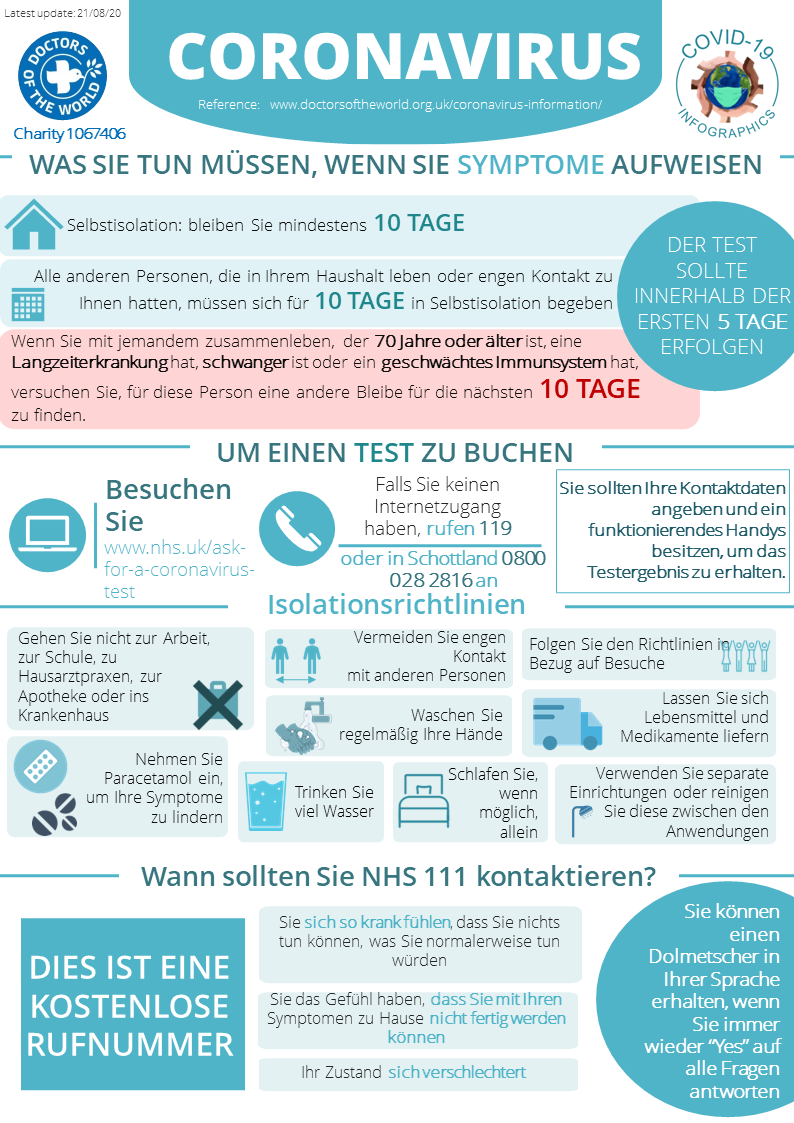 Latest update: 21/08/20
DOCTORS OF THE WORLD
Charity 1067406
CORONAVIRUS
Reference: www.doctorsoftheworld.org.uk/coronavirus-information/
COVID-19
INFOGRAPHICS
WAS SIE TUN MÜSSEN, WENN SIE SYMPTOME AUFWEISEN
Selbstisolation: bleiben Sie mindestens 10 TAGE
Alle anderen Personen, die in Ihrem Haushalt leben oder engen Kontakt zu
Ihnen hatten, müssen sich für 10 TAGE in Selbstisolation begeben
Wenn Sie mit jemandem zusammenleben, der 70 Jahre oder älter ist, eine
Langzeiterkrankung hat, schwanger ist oder ein geschwächtes Immunsystem hat,
versuchen Sie, für diese Person eine andere Bleibe für die nächsten 10 TAGE
zu finden.
DER TEST
SOLLTE
INNERHALB DER
ERSTEN 5 TAGE
ERFOLGEN
UM EINEN TEST ZU BUCHEN
Besuchen
Sie
www.nhs.uk/ask-
for-a-coronavirus-
test
Falls Sie keinen
Internetzugang
haben, rufen 119
oder in Schottland 0800
028 2816 an
Sie sollten Ihre Kontaktdaten
angeben und ein
funktionierendes Handys
besitzen, um das
Testergebnis zu erhalten.
Isolationsrichtlinien
Gehen Sie nicht zur Arbeit,
zur Schule, zu
Hausarztpraxen, zur
Apotheke oder ins
Krankenhaus
Vermeiden Sie engen
Kontakt
mit anderen Personen
Folgen Sie den Richtlinien in
Bezug auf Besuche
Waschen Sie
regelmäßig Ihre Hände
Lassen Sie sich
Lebensmittel und
Medikamente liefern
Nehmen Sie
Paracetamol ein,
um Ihre Symptome
zu lindern
Trinken Sie
viel Wasser
Schlafen Sie,
wenn
möglich,
allein
Verwenden Sie separate
Einrichtungen oder reinigen
Sie diese zwischen den
Anwendungen
Wann sollten Sie NHS 111 kontaktieren?
DIES IST EINE
KOSTENLOSE
RUFNUMMER
Sie sich so krank fühlen, dass Sie nichts
tun können, was Sie normalerweise tun
würden
Sie das Gefühl haben, dass Sie mit Ihren
Symptomen zu Hause nicht fertig werden
können
Ihr Zustand sich verschlechtert
Sie können
einen
Dolmetscher in
Ihrer Sprache
erhalten, wenn
Sie immer
wieder “Yes” auf
alle Fragen
antworten